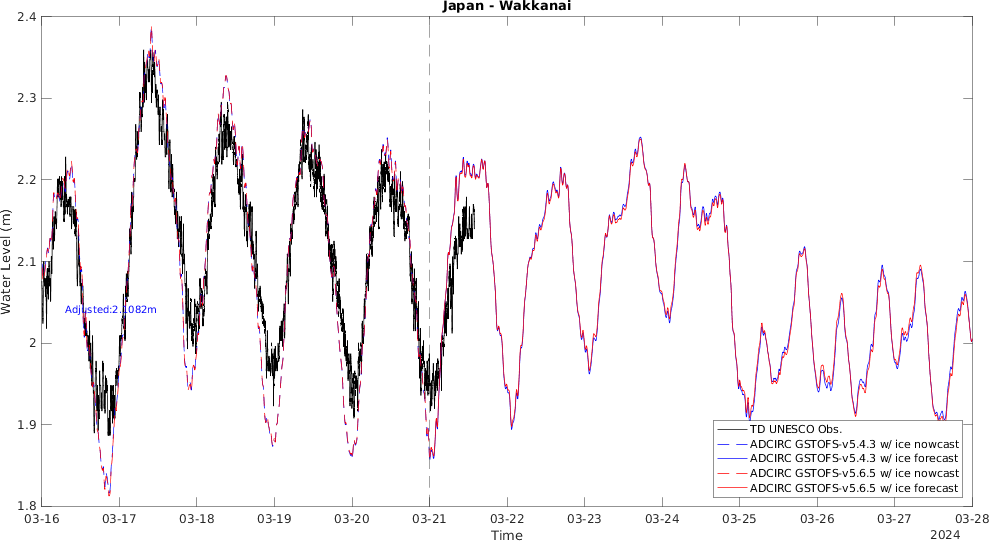 Japan - Wakkanai
2.4
2.3
2.2
2.1
2
1.9
1.8
Water Level (m)
Adjusted:2.1082m
TD UNESCO Obs.
ADCIRC GSTOFS-v5.4.3 w/ ice nowcast
ADCIRC GSTOFS-v5.4.3 w/ ice forecast
ADCIRC GSTOFS-v5.6.5 w/ ice nowcast
ADCIRC GSTOFS-v5.6.5 w/ ice forecast
03-16 03-17 03-18 03-19 03-20 03-21 03-22 03-23 03-24 03-25 03-26 03-27 03-28
Time
2024